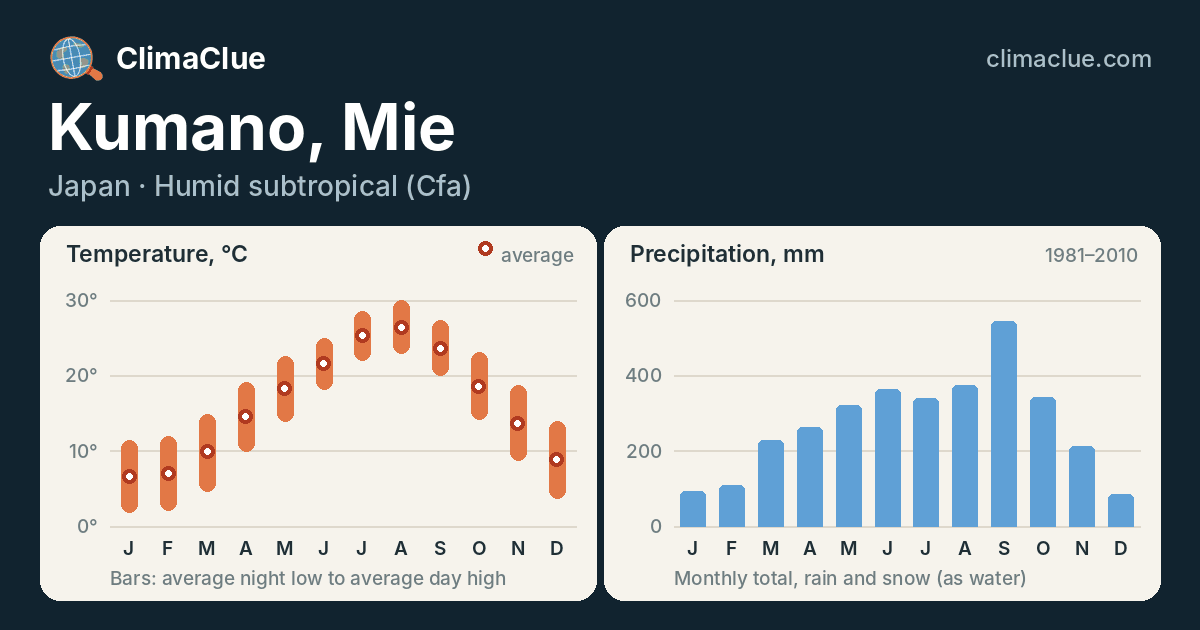 ClimaClue
climaclue.com
Kumano, Mie
Japan · Humid subtropical (Cfa)
Temperature, °C
average
30°
20°
10°
0°
J F M A M J J A S O N D
Bars: average night low to average day high
Precipitation, mm
1981–2010
600
400
200
0
J F M A M J J A S O N D
Monthly total, rain and snow (as water)